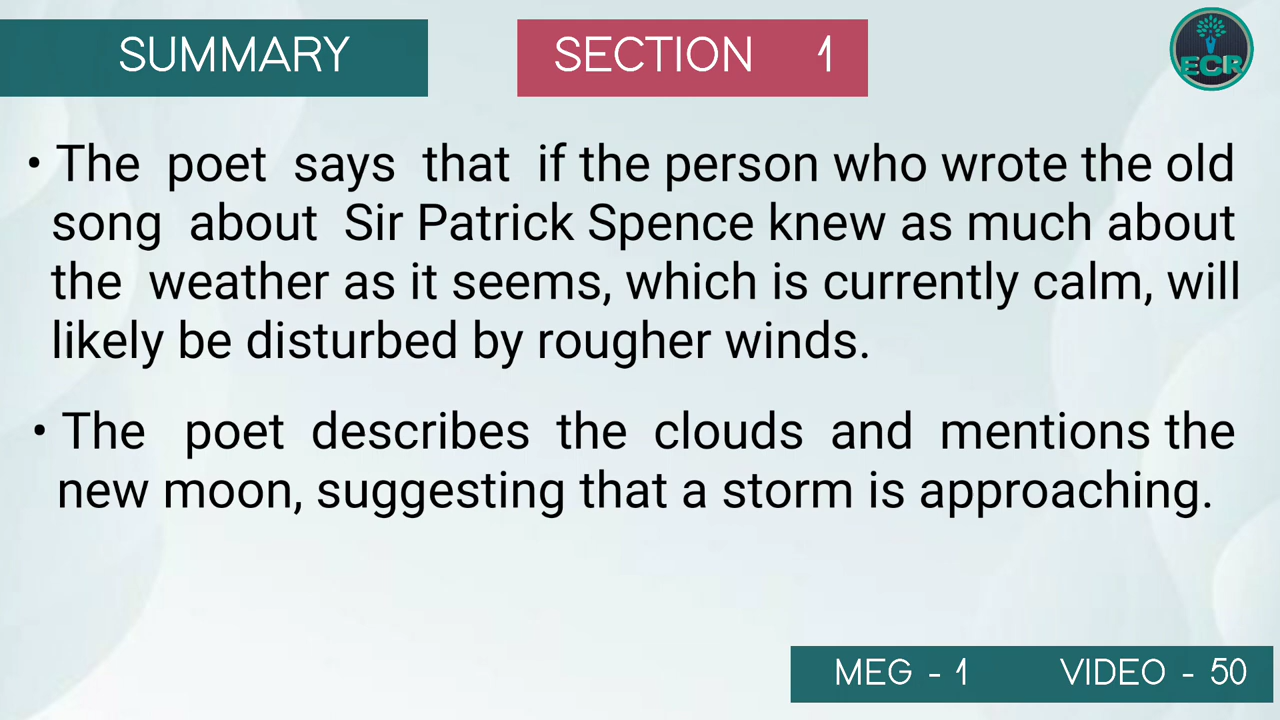 SUMMARY
SECTION 1
ECR
• The poet says that if the person who wrote the old
song about Sir Patrick Spence knew as much about
the weather as it seems, which is currently calm, will
likely be disturbed by rougher winds.
• The poet describes the clouds and mentions the
new moon, suggesting that a storm is approaching.
MEG - 1 VIDEO - 50